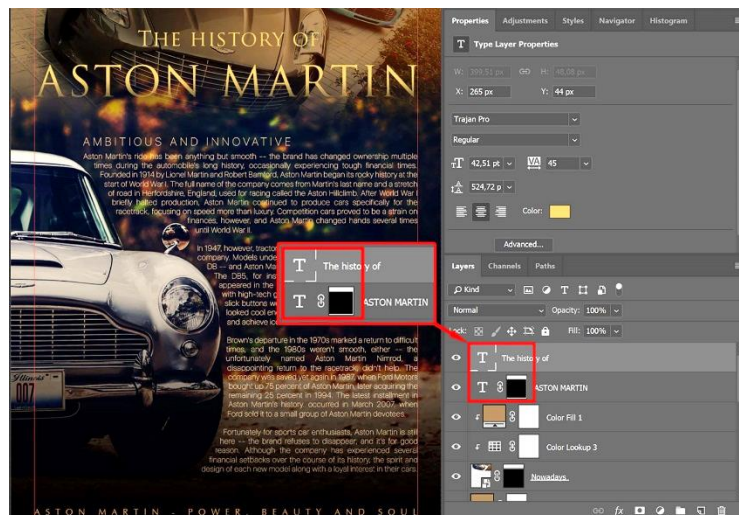 THE HISTORY OF
ASTON MARTIN
AMBITIOUS AND INNOVATIVE
Aston Martin's ride has been anything but smooth -- the brand has changed ownership multiple
times during the automobile's long history, occasionally experiencing tough financial times.
Founded in 1914 by Lionel Martin and Robert Bamford, Aston Martin began its rocky history at the
start of World War I. The full name of the company comes from Martin's last name and a stretch
of road in Herfordshire, England, used for racing called the Aston Hillclimb. After World War I
briefly halted production, Aston Martin continued to produce cars specifically for the
racetrack, focusing on speed more than luxury. Competition cars proved to be a strain on
finances, however, and Aston Martin changed hands several times
until World War II.
In 1947, however, tractor
company. Models unde
DB -- and Aston Ma
The DB5, for ins
appeared in the
with high-tech g
slick buttons w
looked cool en
and achieve ic
Brown's departure in the 1970s marked a return to difficult
times, and the 1980s weren't smooth, either -- the
unfortunately named Aston Martin Nimrod, a
disappointing return to the racetrack, didn't help. The
company was saved yet again in 1987, when Ford Motors
bought up 75 percent of Aston Martin, later acquiring the
remaining 25 percent in 1994. The latest installment in
Aston Martin's history occurred in March 2007, when
Ford sold it to a small group of Aston Martin devotees.
Fortunately for sports car enthusiasts, Aston Martin is still
here -- the brand refuses to disappear, and it's for good
reason. Although the company has experienced several
financial setbacks over the course of its history, the spirit and
design of each new model along with a loyal interest in their cars.
Illinois
007
ASTON MARTIN - POWER, BEAUTY AND SOUL
T The history of
T ASTON MARTIN
Properties Adjustments Styles Navigator Histogram
T Type Layer Properties
W: 399,51 px GO H: 48,08 px
X: 265 px Y: 44 px
Trajan Pro
Regular
42,51 pt VA 45
524,72 p
Color:
Advanced...
Layers Channels Paths
Kind
Normal Opacity: 100%
Lock: Fill: 100%
T The history of
T ASTON MARTIN
Color Fill 1
Color Lookup 3
Nowadays.
fx